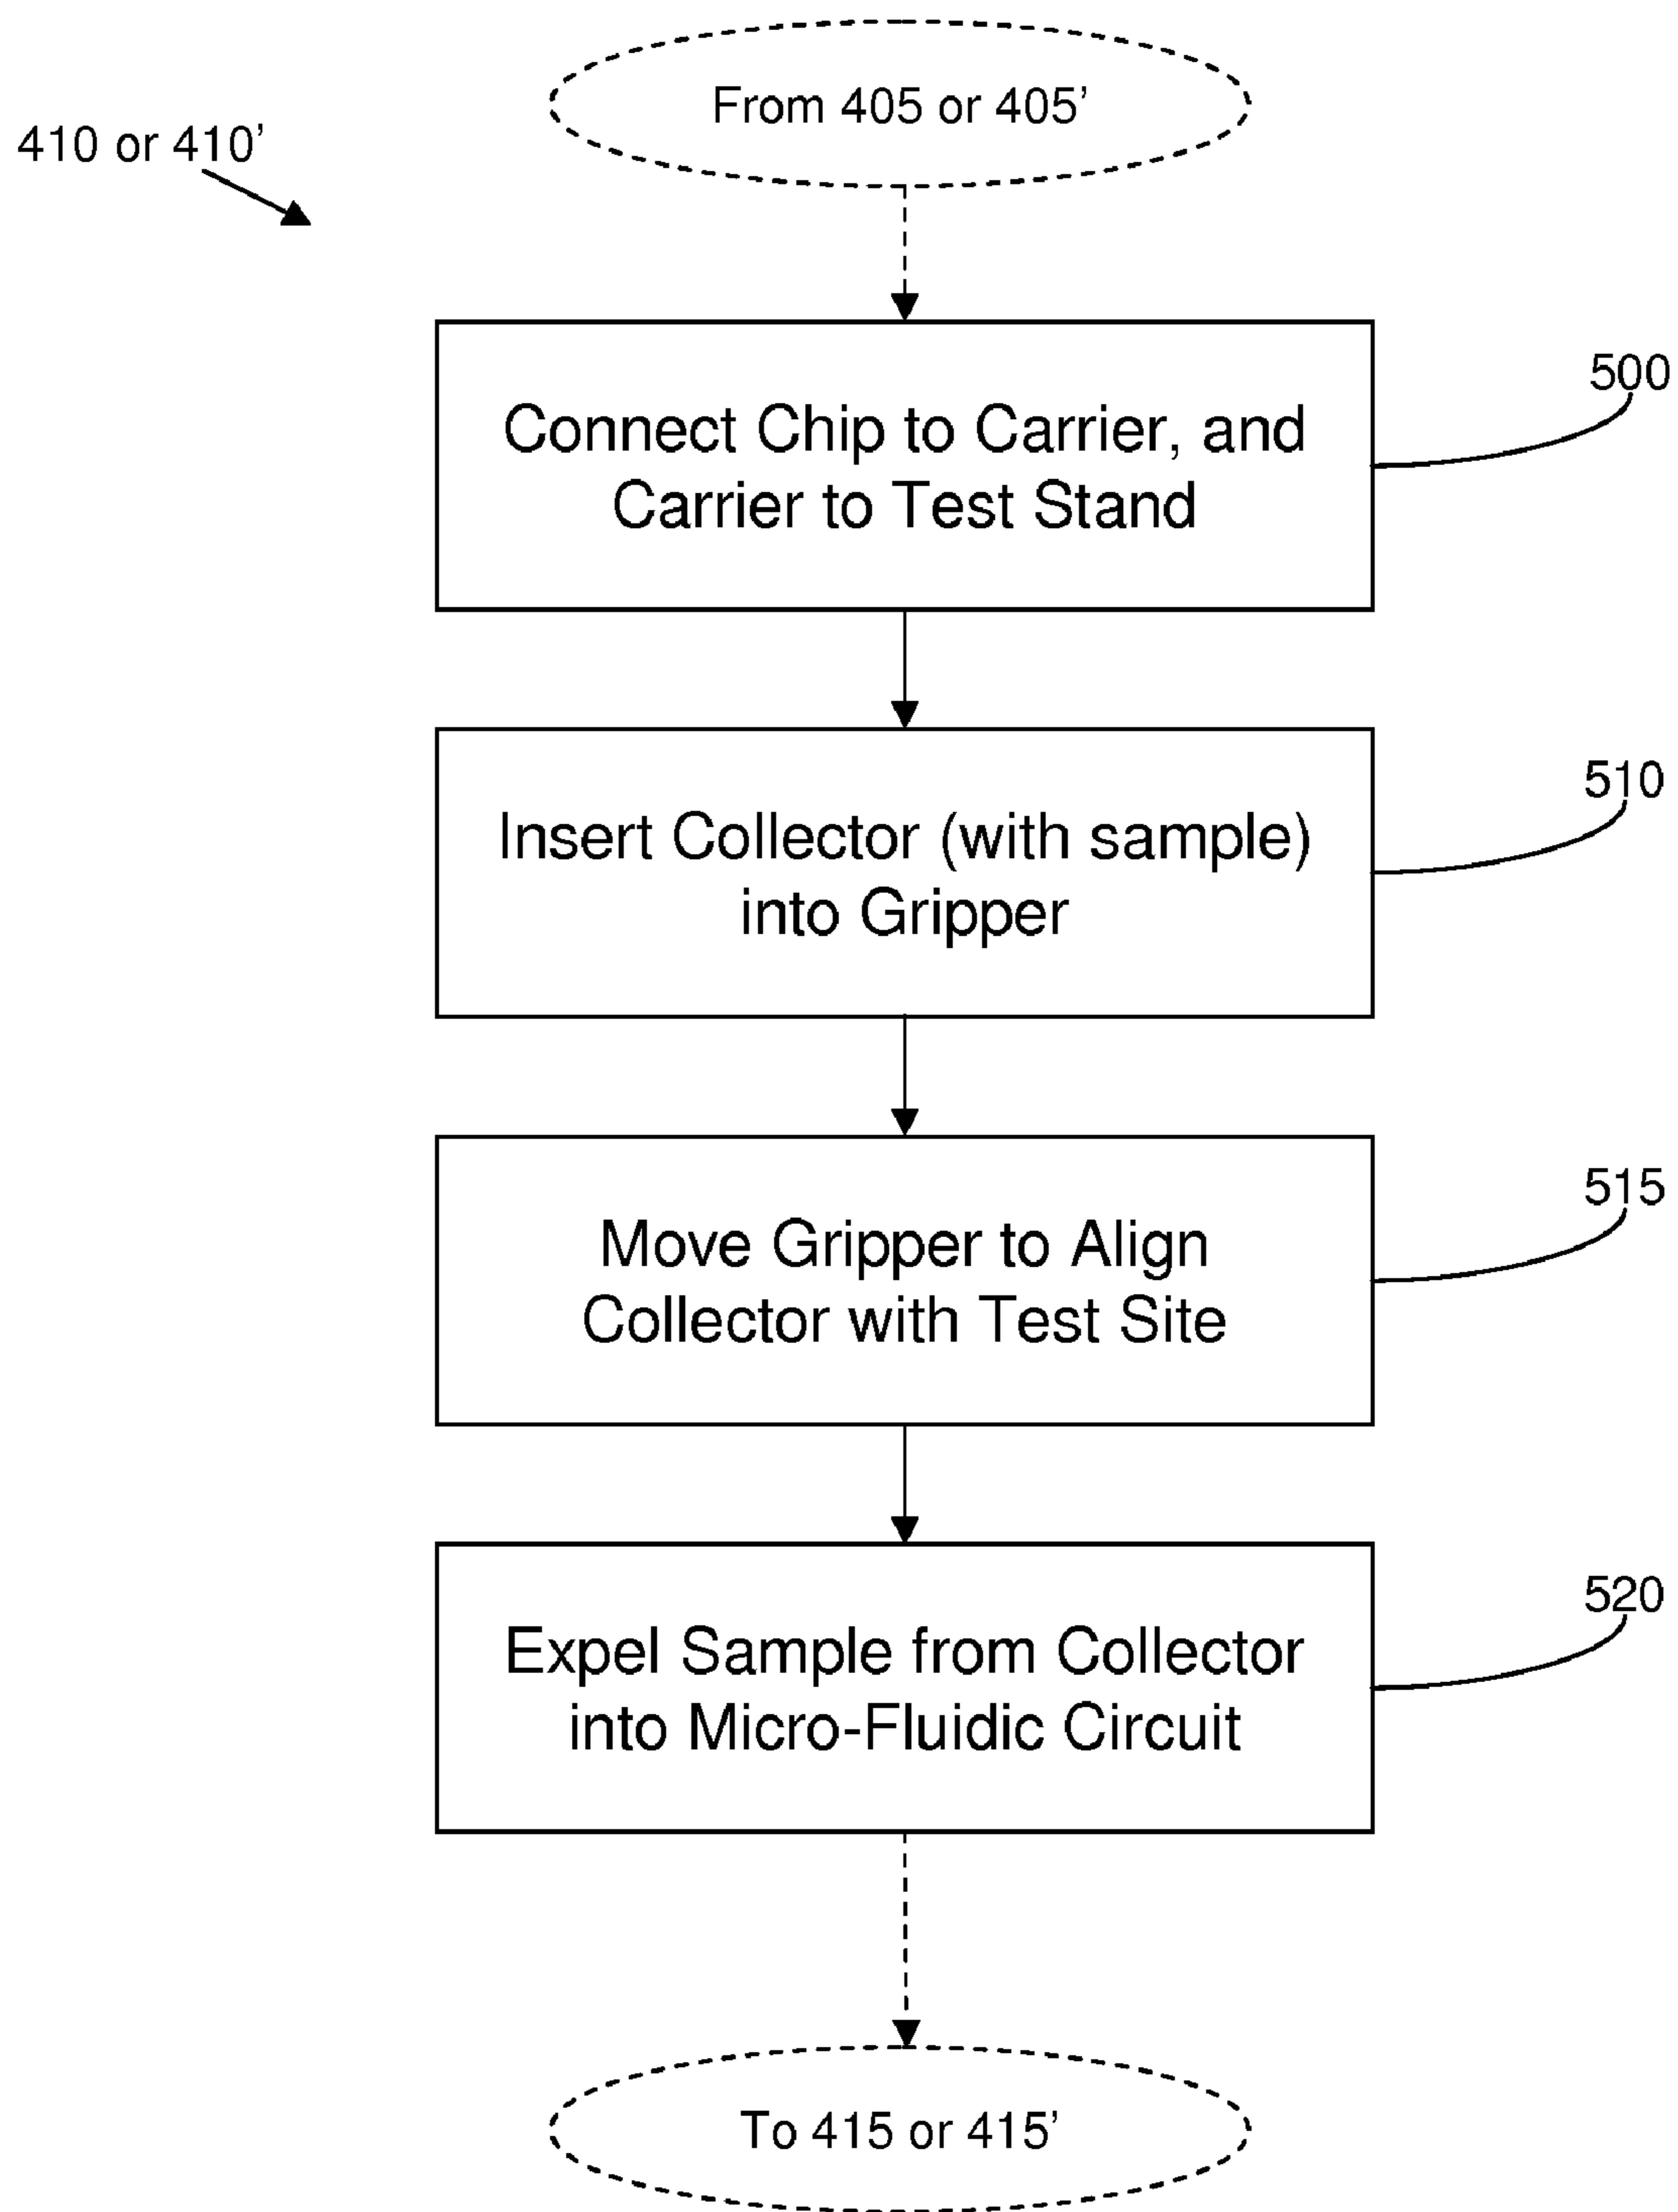 From 405 or 405’
410 or 410’
Connect Chip to Carrier, and
Carrier to Test Stand
500
Insert Collector (with sample)
into Gripper
510
Move Gripper to Align
Collector with Test Site
515
Expel Sample from Collector
into Micro-Fluidic Circuit
520
To 415 or 415’